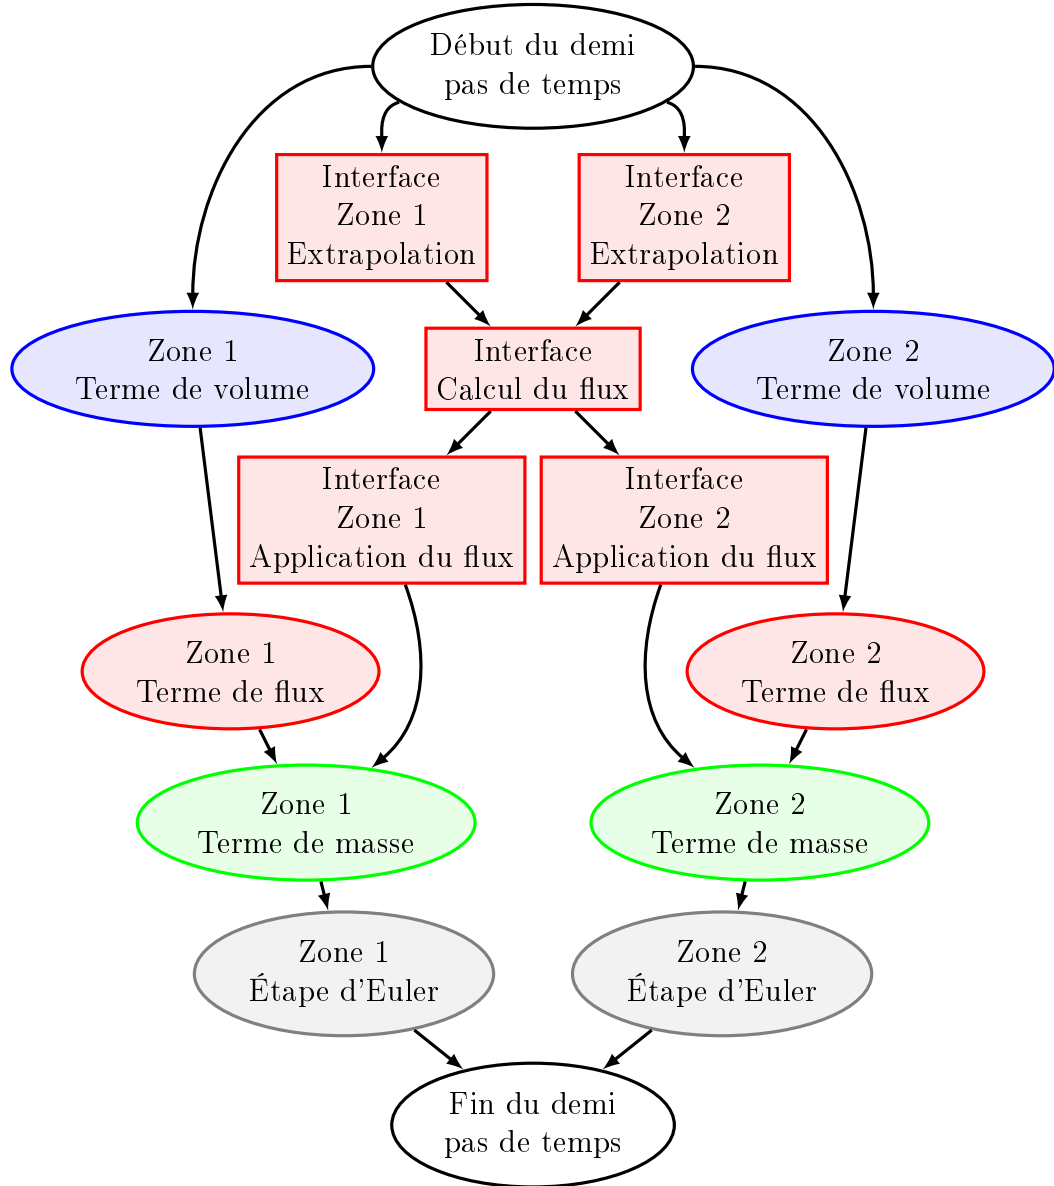 Début du demi
pas de temps
Interface
Zone 1
Extrapolation
Interface
Zone 2
Extrapolation
Zone 1
Terme de volume
Interface
Calcul du flux
Zone 2
Terme de volume
Interface
Zone 1
Application du flux
Interface
Zone 2
Application du flux
Zone 1
Terme de flux
Zone 2
Terme de flux
Zone 1
Terme de masse
Zone 2
Terme de masse
Zone 1
Étape d'Euler
Zone 2
Étape d'Euler
Fin du demi
pas de temps